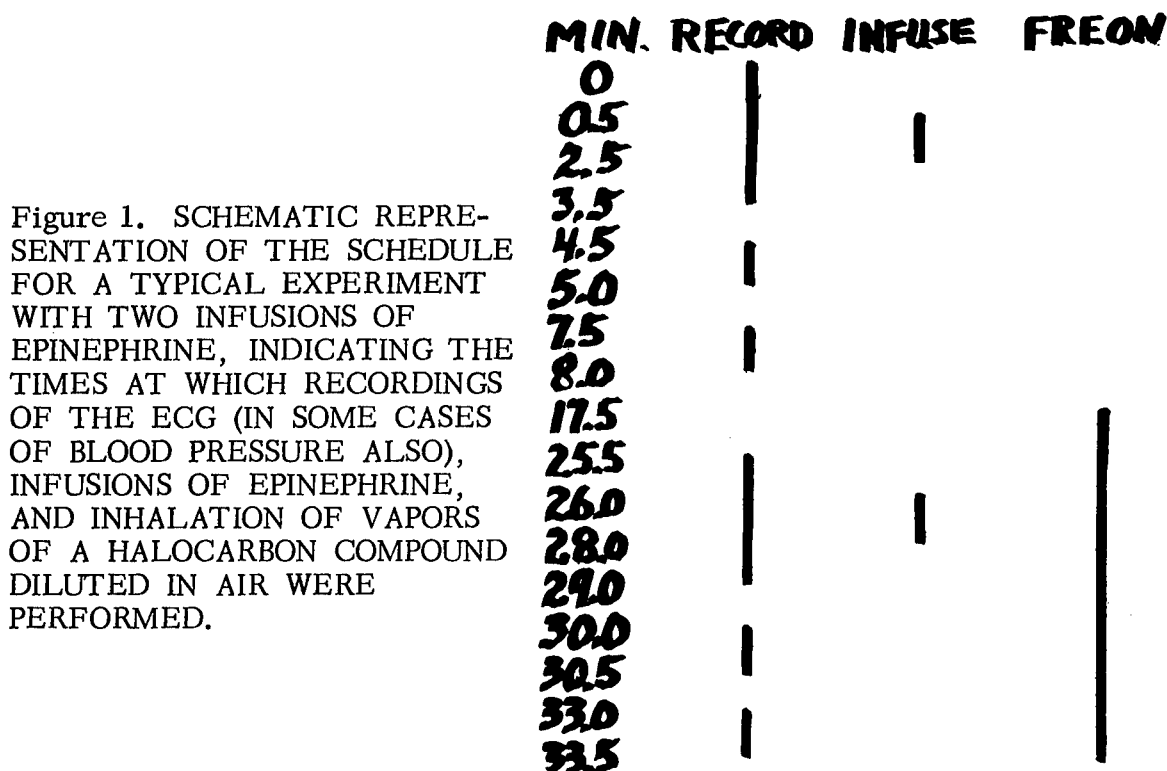 MIN. RECORD INFUSE FREON
0
0.5
2.5
3.5
4.5
5.0
7.5
8.0
17.5
25.5
26.0
28.0
29.0
30.0
30.5
33.0
33.5
Figure 1. SCHEMATIC REPRE-
SENTATION OF THE SCHEDULE
FOR A TYPICAL EXPERIMENT
WITH TWO INFUSIONS OF
EPINEPHRINE, INDICATING THE
TIMES AT WHICH RECORDINGS
OF THE ECG (IN SOME CASES
OF BLOOD PRESSURE ALSO),
INFUSIONS OF EPINEPHRINE,
AND INHALATION OF VAPORS
OF A HALOCARBON COMPOUND
DILUTED IN AIR WERE
PERFORMED.